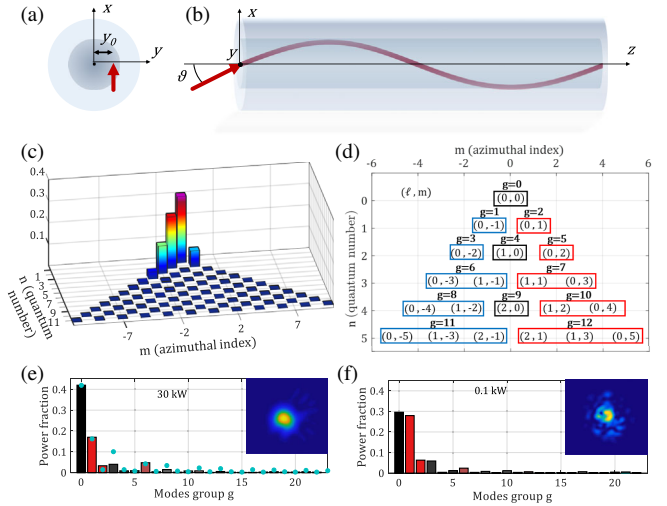 (a)
x
y₀
y
(b)
x
y
z
ϑ
(c)
0.4
0.3
0.2
0.1
1
3
5
7
9
11
n (quantum
number)
-7
-2
2
7
m (azimuthal index)
(d)
m (azimuthal index)
-6 -4 -2 0 2 4 6
n (quantum number)
0
1
2
3
4
5
(ℓ, m)
g=0
(0, 0)
g=1 g=2
(0,-1) (0,1)
g=3 g=4 g=5
(0,-2) (1,0) (0,2)
g=6 g=7
(0,-3) (1,-1) (1,1) (0,3)
g=8 g=9 g=10
(0,-4) (1,-2) (2,0) (1,2) (0,4)
g=11 g=12
(0,-5) (1,-3) (2,-1) (2,1) (1,3) (0,5)
(e)
30 kW
Power fraction
0.4
0.3
0.2
0.1
0
0 5 10 15 20
Modes group g
(f)
0.1 kW
Power fraction
0.4
0.3
0.2
0.1
0
0 5 10 15 20
Modes group g